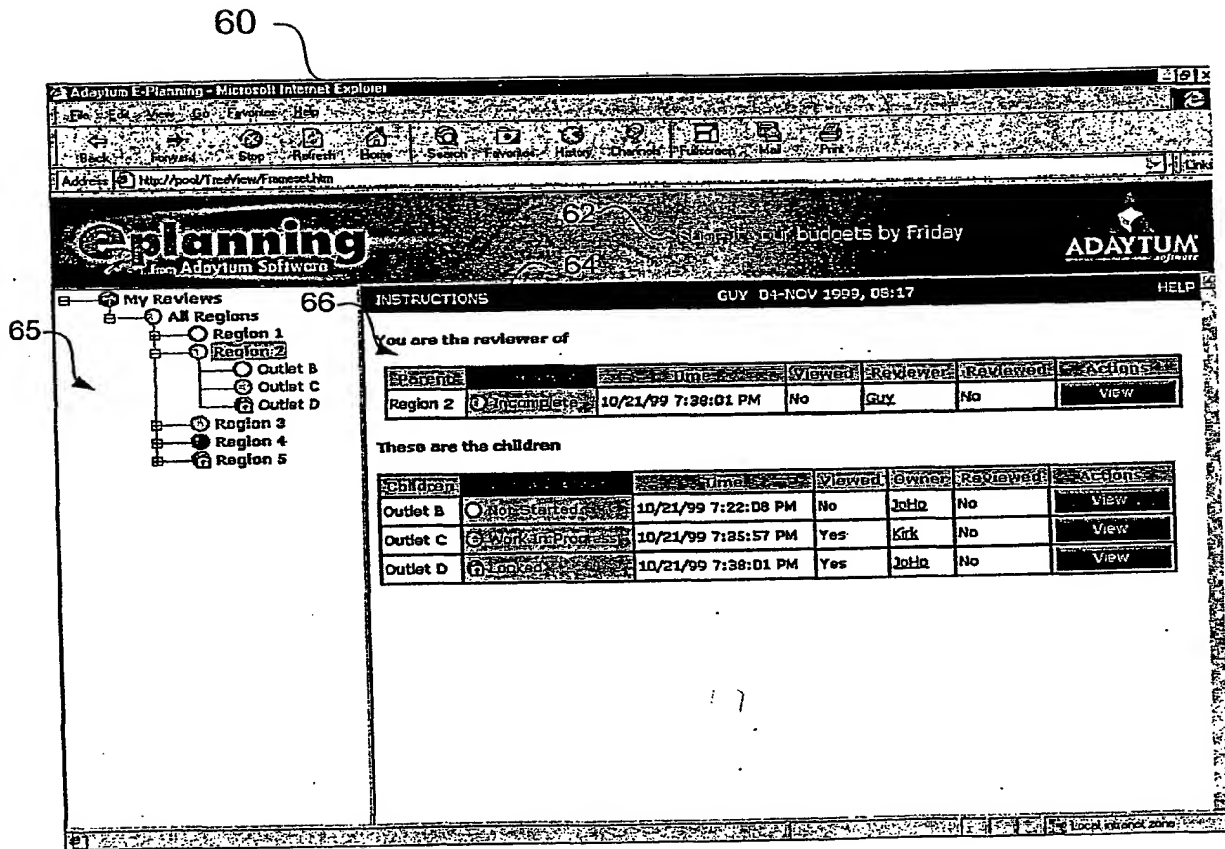 60
Adaytum E-Planning - Microsoft Internet Explorer
File Edit View Go Favorites Help
Back Forward Stop Refresh Home Search Favorites History Channels Fullscreen Mail Print
Address http://pool/TreeView/Frameset.htm Links
eplanning
from Adaytum Software
62
budgets by Friday
ADAYTUM
software
64
65
My Reviews
All Regions
Region 1
Region 2
Outlet B
Outlet C
Outlet D
Region 3
Region 4
Region 5
66
INSTRUCTIONS GUY 04-NOV 1999, 05:17 HELP
You are the reviewer of
Parents Time Viewed Reviewer Reviewed Actions
Region 2 Incomplete 10/21/99 7:38:01 PM No Guy No View
These are the children
Children Time Viewed Owner Reviewed Actions
Outlet B Not Started 10/21/99 7:22:08 PM No JoHo No View
Outlet C Work in Progress 10/21/99 7:35:57 PM Yes Kirk No View
Outlet D Locked 10/21/99 7:38:01 PM Yes JoHo No View
Local intranet zone